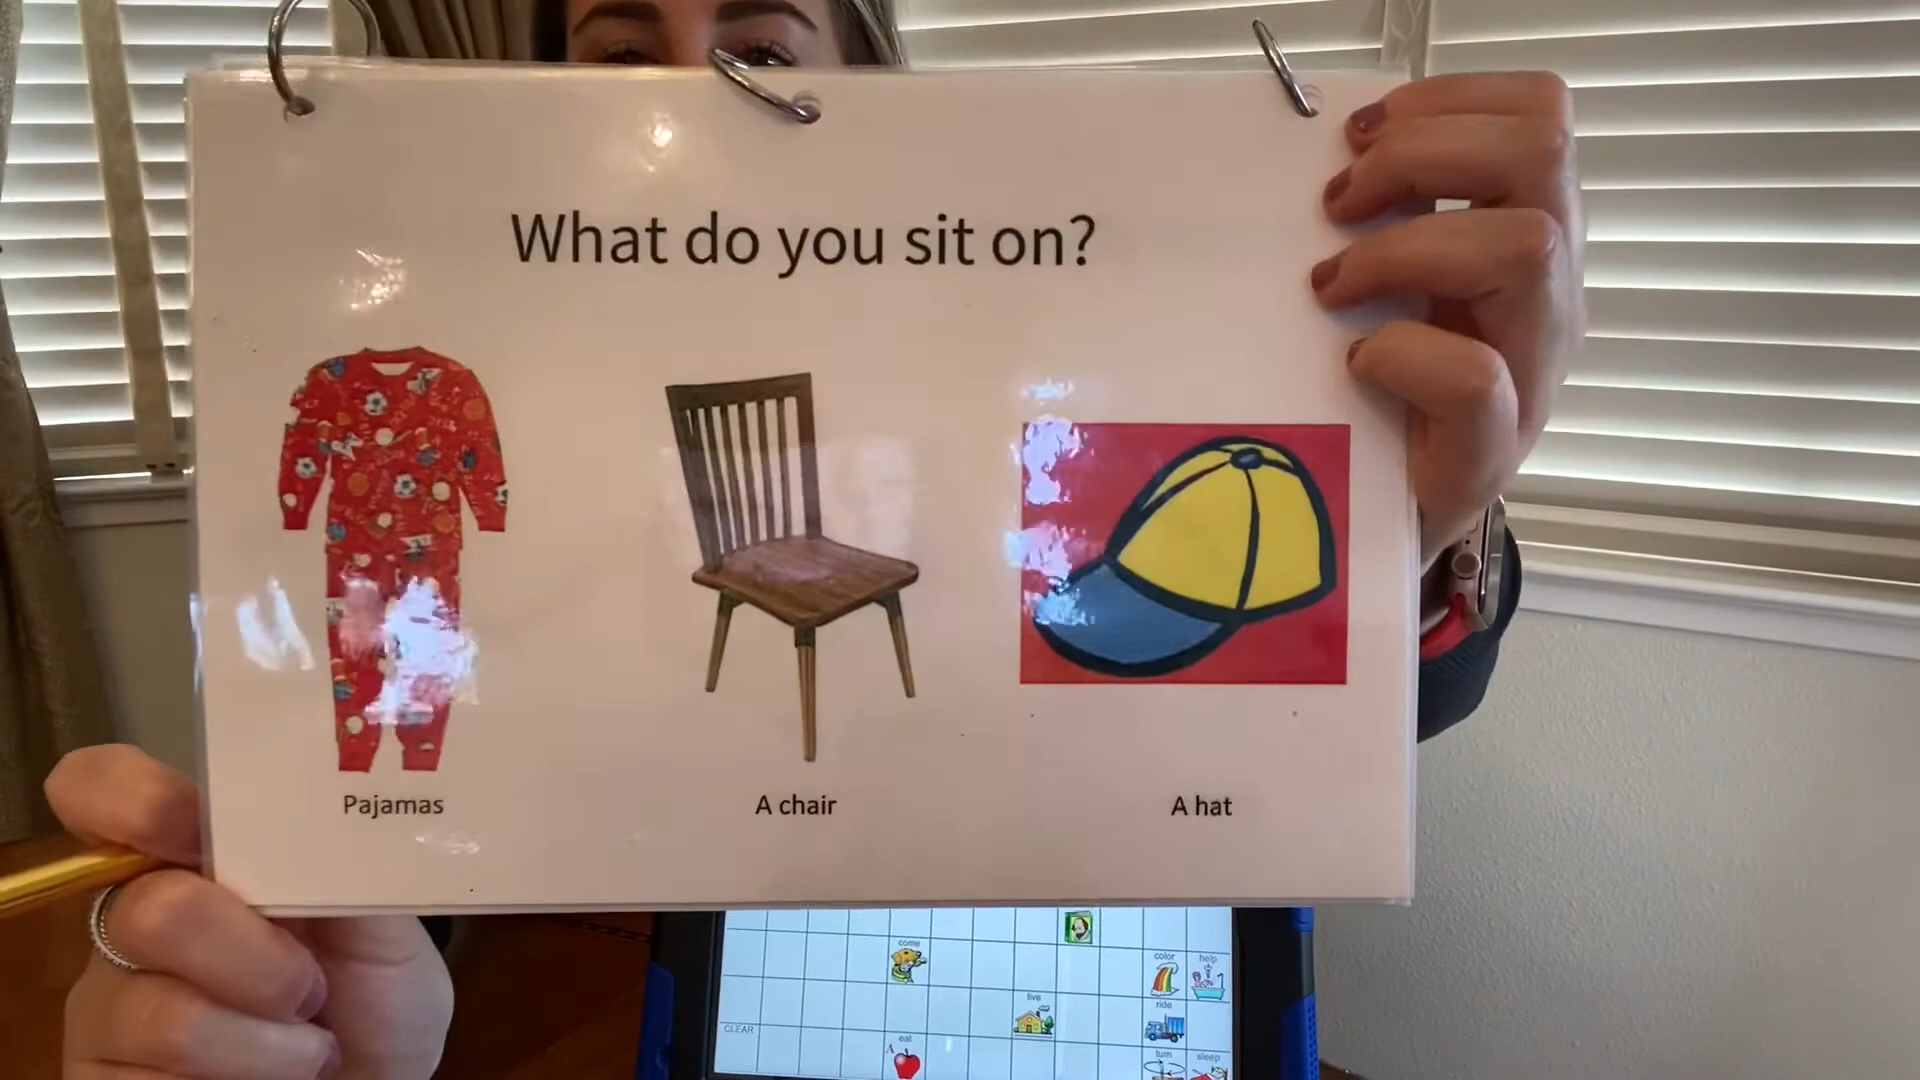 What do you sit on?
Pajamas
A chair
A hat
come
color
help
live
ride
CLEAR
eat
A
turn
sleep